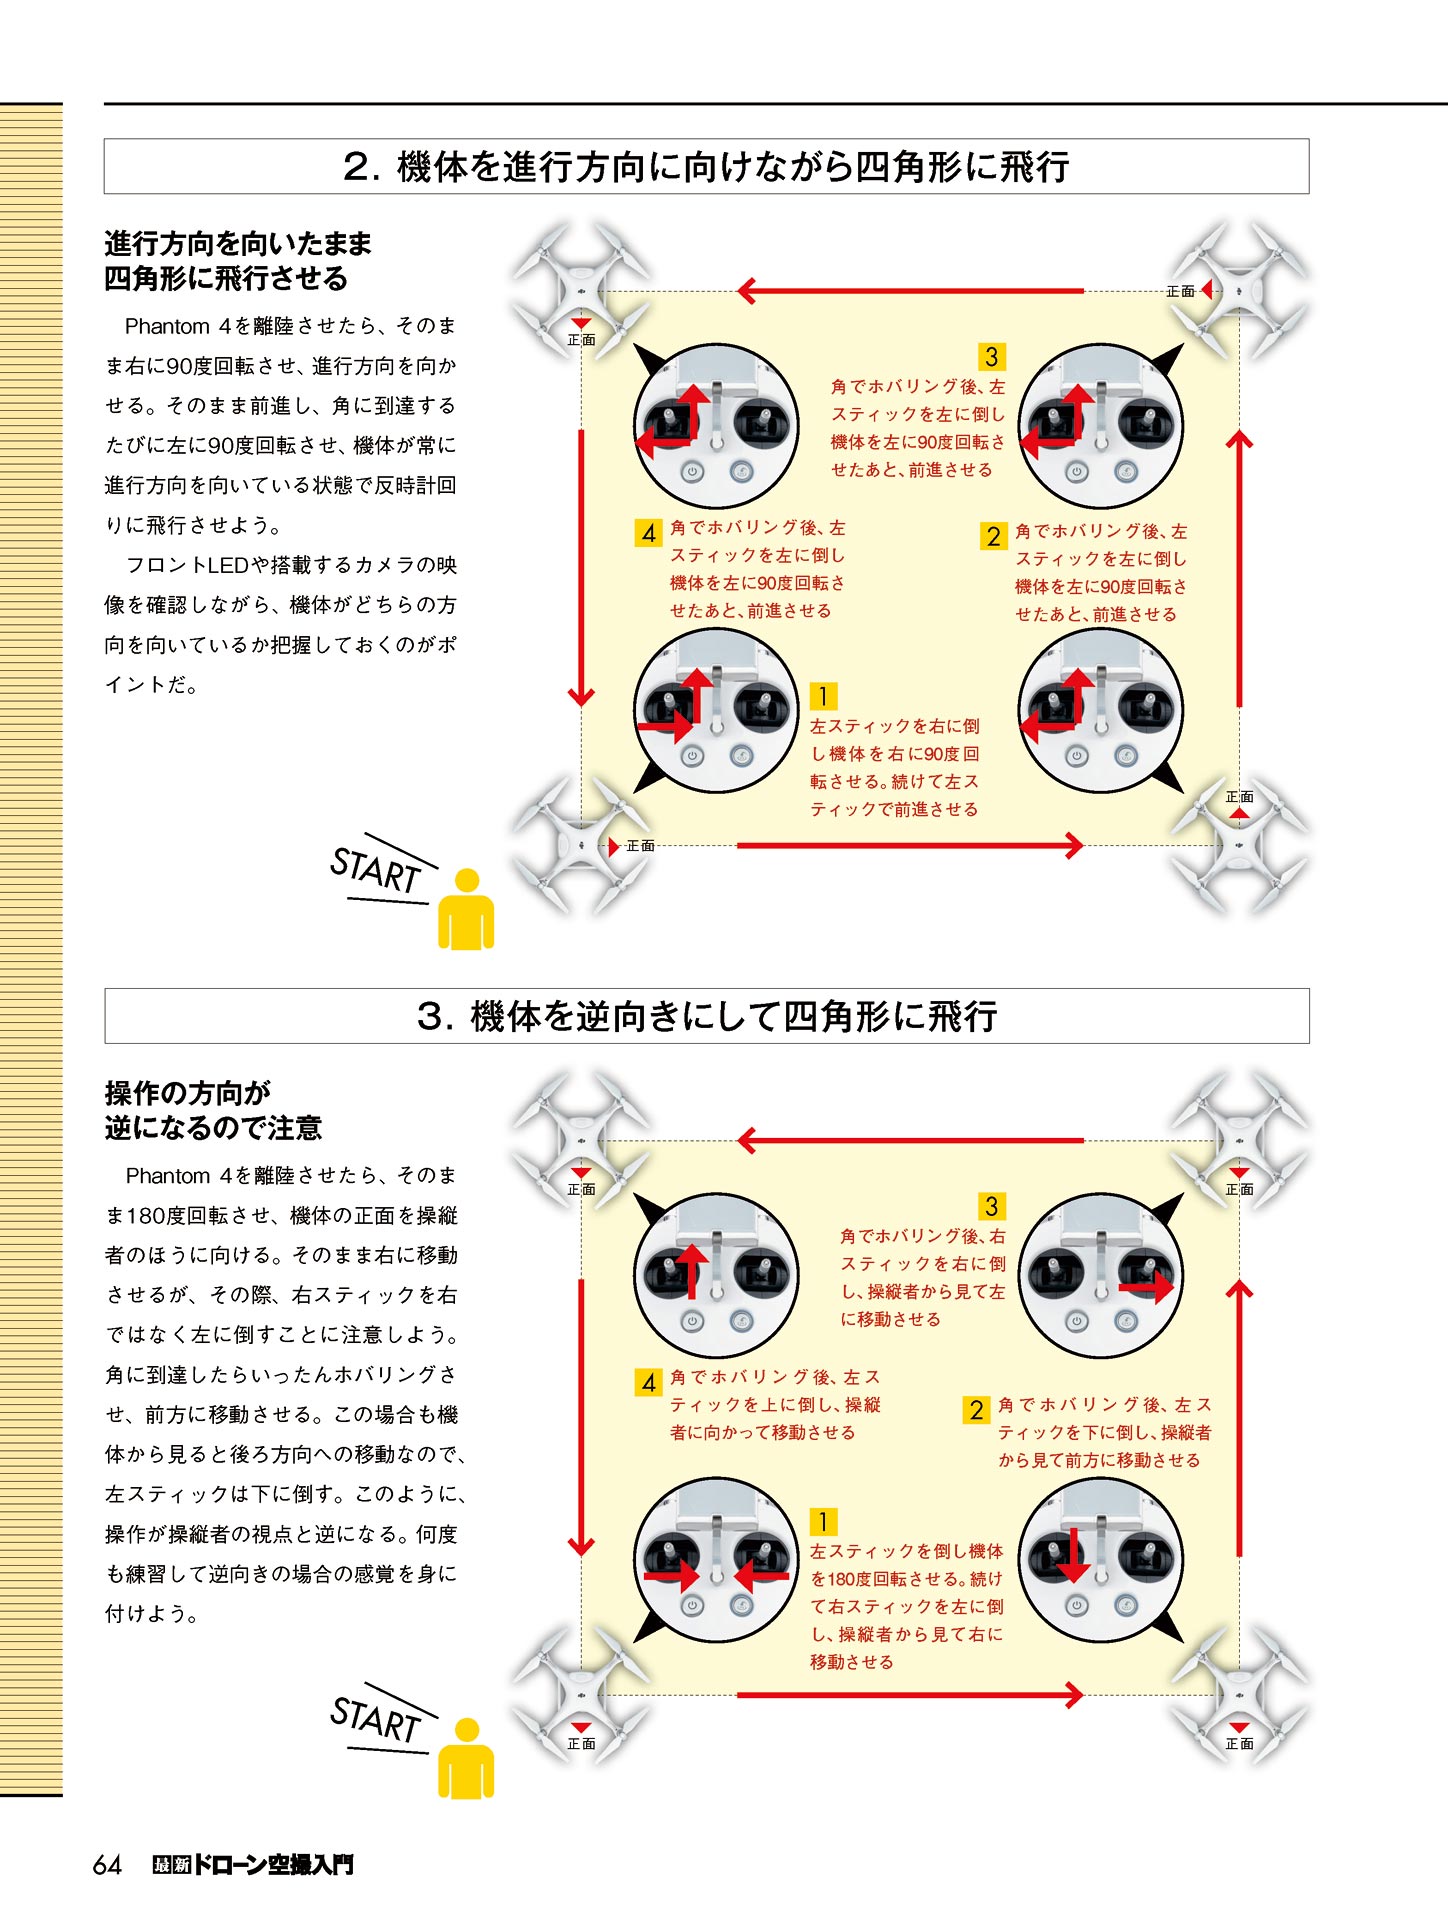 2. 機体を進行方向に向けながら四角形に飛行
進行方向を向いたまま
四角形に飛行させる
Phantom 4を離陸させたら、そのまま
ま右に90度回転させ、進行方向を向か
せる。そのまま前進し、角に到達する
たびに左に90度回転させ、機体が常に
進行方向を向いている状態で反時計回
りに飛行させよう。
フロントLEDや搭載するカメラの映
像を確認しながら、機体がどちらの方
向を向いているか把握しておくのがポ
イントだ。
正面
正面
3
角でホバリング後、左
スティックを左に倒し
機体を左に90度回転さ
せたあと、前進させる
4
角でホバリング後、左
スティックを左に倒し
機体を左に90度回転さ
せたあと、前進させる
2
角でホバリング後、左
スティックを左に倒し
機体を左に90度回転さ
せたあと、前進させる
1
左スティックを右に倒
し機体を右に90度回
転させる。続けて左ス
ティックで前進させる
正面
正面
START
3. 機体を逆向きにして四角形に飛行
操作の方向が
逆になるので注意
Phantom 4を離陸させたら、そのま
ま180度回転させ、機体の正面を操縦
者のほうに向ける。そのまま右に移動
させるが、その際、右スティックを右
ではなく左に倒すことに注意しよう。
角に到達したらいったんホバリングさ
せ、前方に移動させる。この場合も機
体から見ると後ろ方向への移動なので、
左スティックは下に倒す。このように、
操作が操縦者の視点と逆になる。何度
も練習して逆向きの場合の感覚を身に
付けよう。
正面
正面
3
角でホバリング後、右
スティックを右に倒
し、操縦者から見て左
に移動させる
4
角でホバリング後、左ス
ティックを上に倒し、操縦
者に向かって移動させる
2
角でホバリング後、左ス
ティックを下に倒し、操縦者
から見て前方に移動させる
1
左スティックを倒し機体
を180度回転させる。続け
て右スティックを左に倒
し、操縦者から見て右に
移動させる
正面
正面
START
64 最新ドローン空撮入門